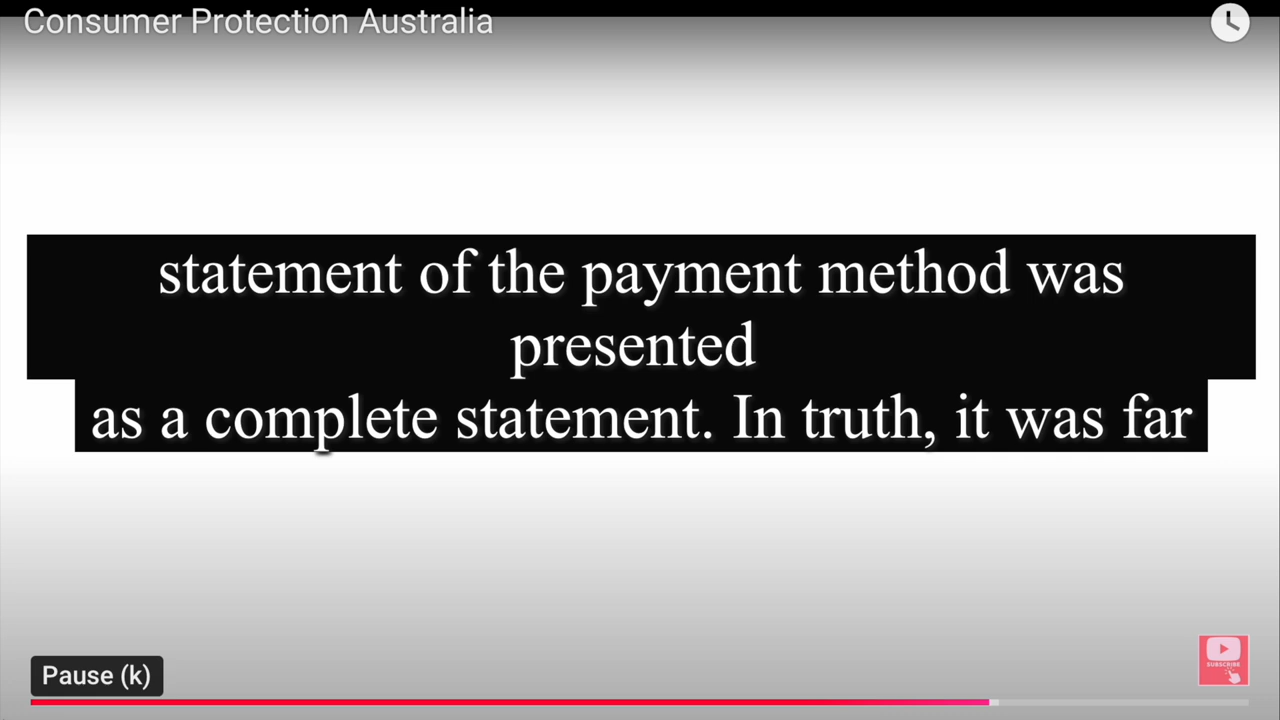 Consumer Protection Australia
statement of the payment method was
presented
as a complete statement. In truth, it was far
SUBSCRIBE
Pause (k)